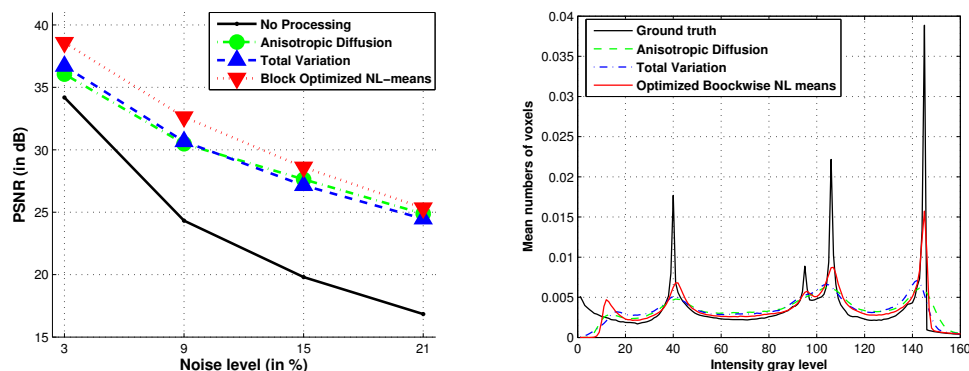 40
35
30
25
20
15
PSNR (in dB)
3
9
15
21
Noise level (in %)
No Processing
Anisotropic Diffusion
Total Variation
Block Optimized NL−means
0.04
0.035
0.03
0.025
0.02
0.015
0.01
0.005
0
Mean numbers of voxels
0
20
40
60
80
100
120
140
160
Intensity gray level
Ground truth
Anisotropic Diffusion
Total Variation
Optimized Boockwise NL means